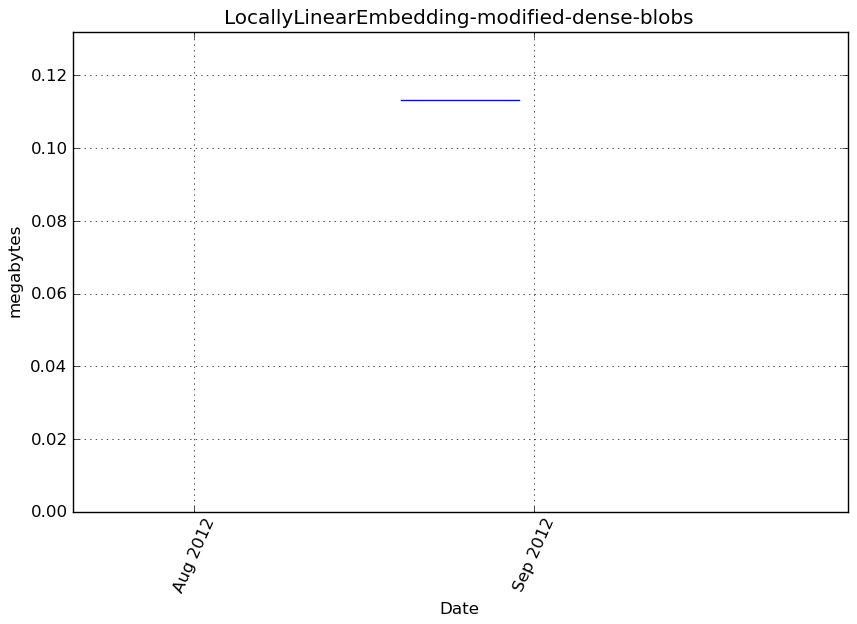 LocallyLinearEmbedding-modified-dense-blobs
0.12
0.10
0.08
0.06
0.04
0.02
0.00
megabytes
Aug 2012
Sep 2012
Date